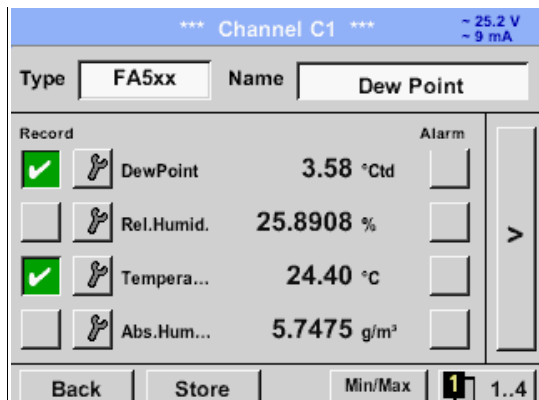 *** Channel C1 ***
~ 25.2 V
~ 9 mA
Type FA5xx Name Dew Point
Record Alarm
DewPoint 3.58 °Ctd
Rel.Humid. 25.8908 %
Tempera... 24.40 °C
Abs.Hum... 5.7475 g/m³
>
Back Store Min/Max 1 1..4